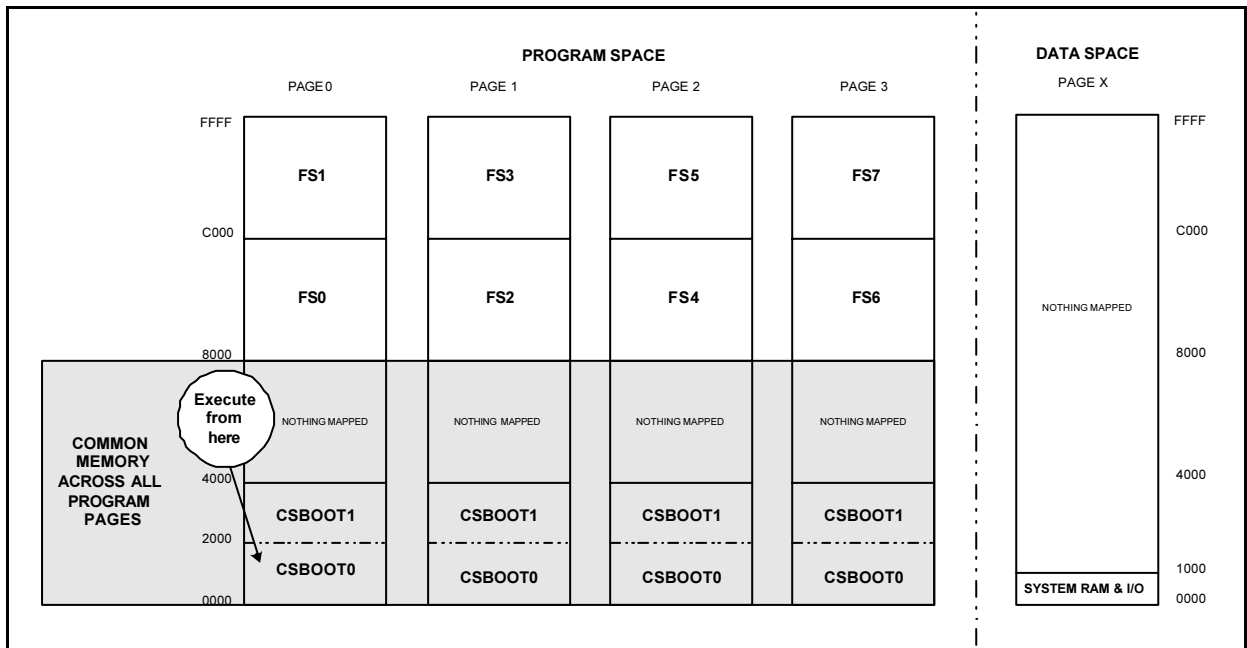 PROGRAM SPACE
DATA SPACE
PAGE 0
PAGE 1
PAGE 2
PAGE 3
PAGE X
FFFF
FFFF
FS1
FS3
FS5
FS7
C000
C000
FS0
FS2
FS4
FS6
NOTHING MAPPED
8000
8000
Execute
from
here
NOTHING MAPPED
NOTHING MAPPED
NOTHING MAPPED
NOTHING MAPPED
COMMON
MEMORY
ACROSS ALL
PROGRAM
PAGES
4000
4000
CSBOOT1
CSBOOT1
CSBOOT1
CSBOOT1
2000
CSBOOT0
CSBOOT0
CSBOOT0
CSBOOT0
1000
SYSTEM RAM & I/O
0000
0000